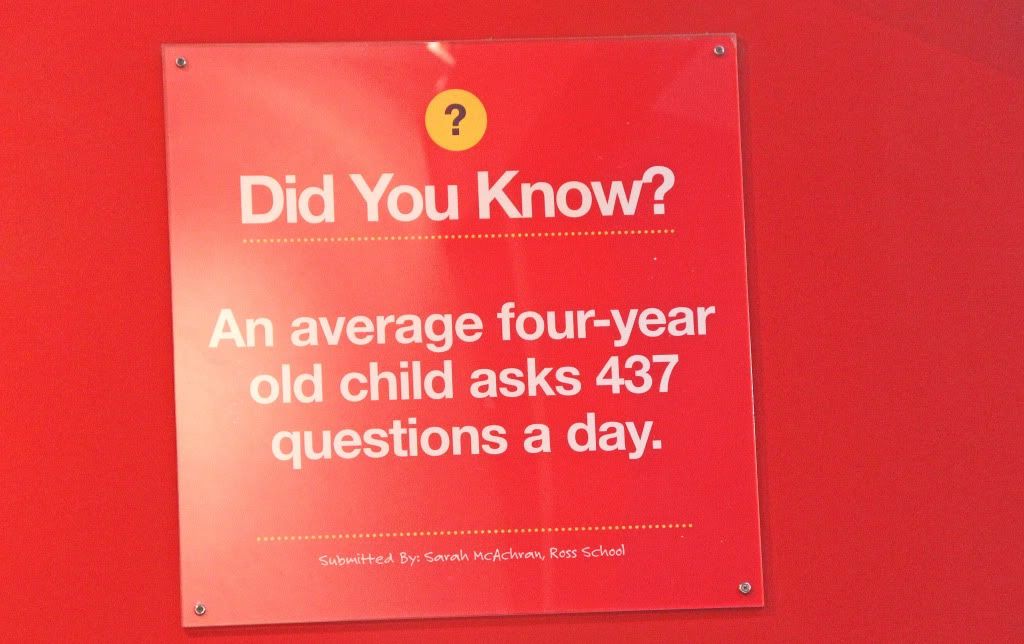 ?
Did You Know?
An average four-year
old child asks 437
questions a day.
Submitted By: Sarah McAchran, Ross School